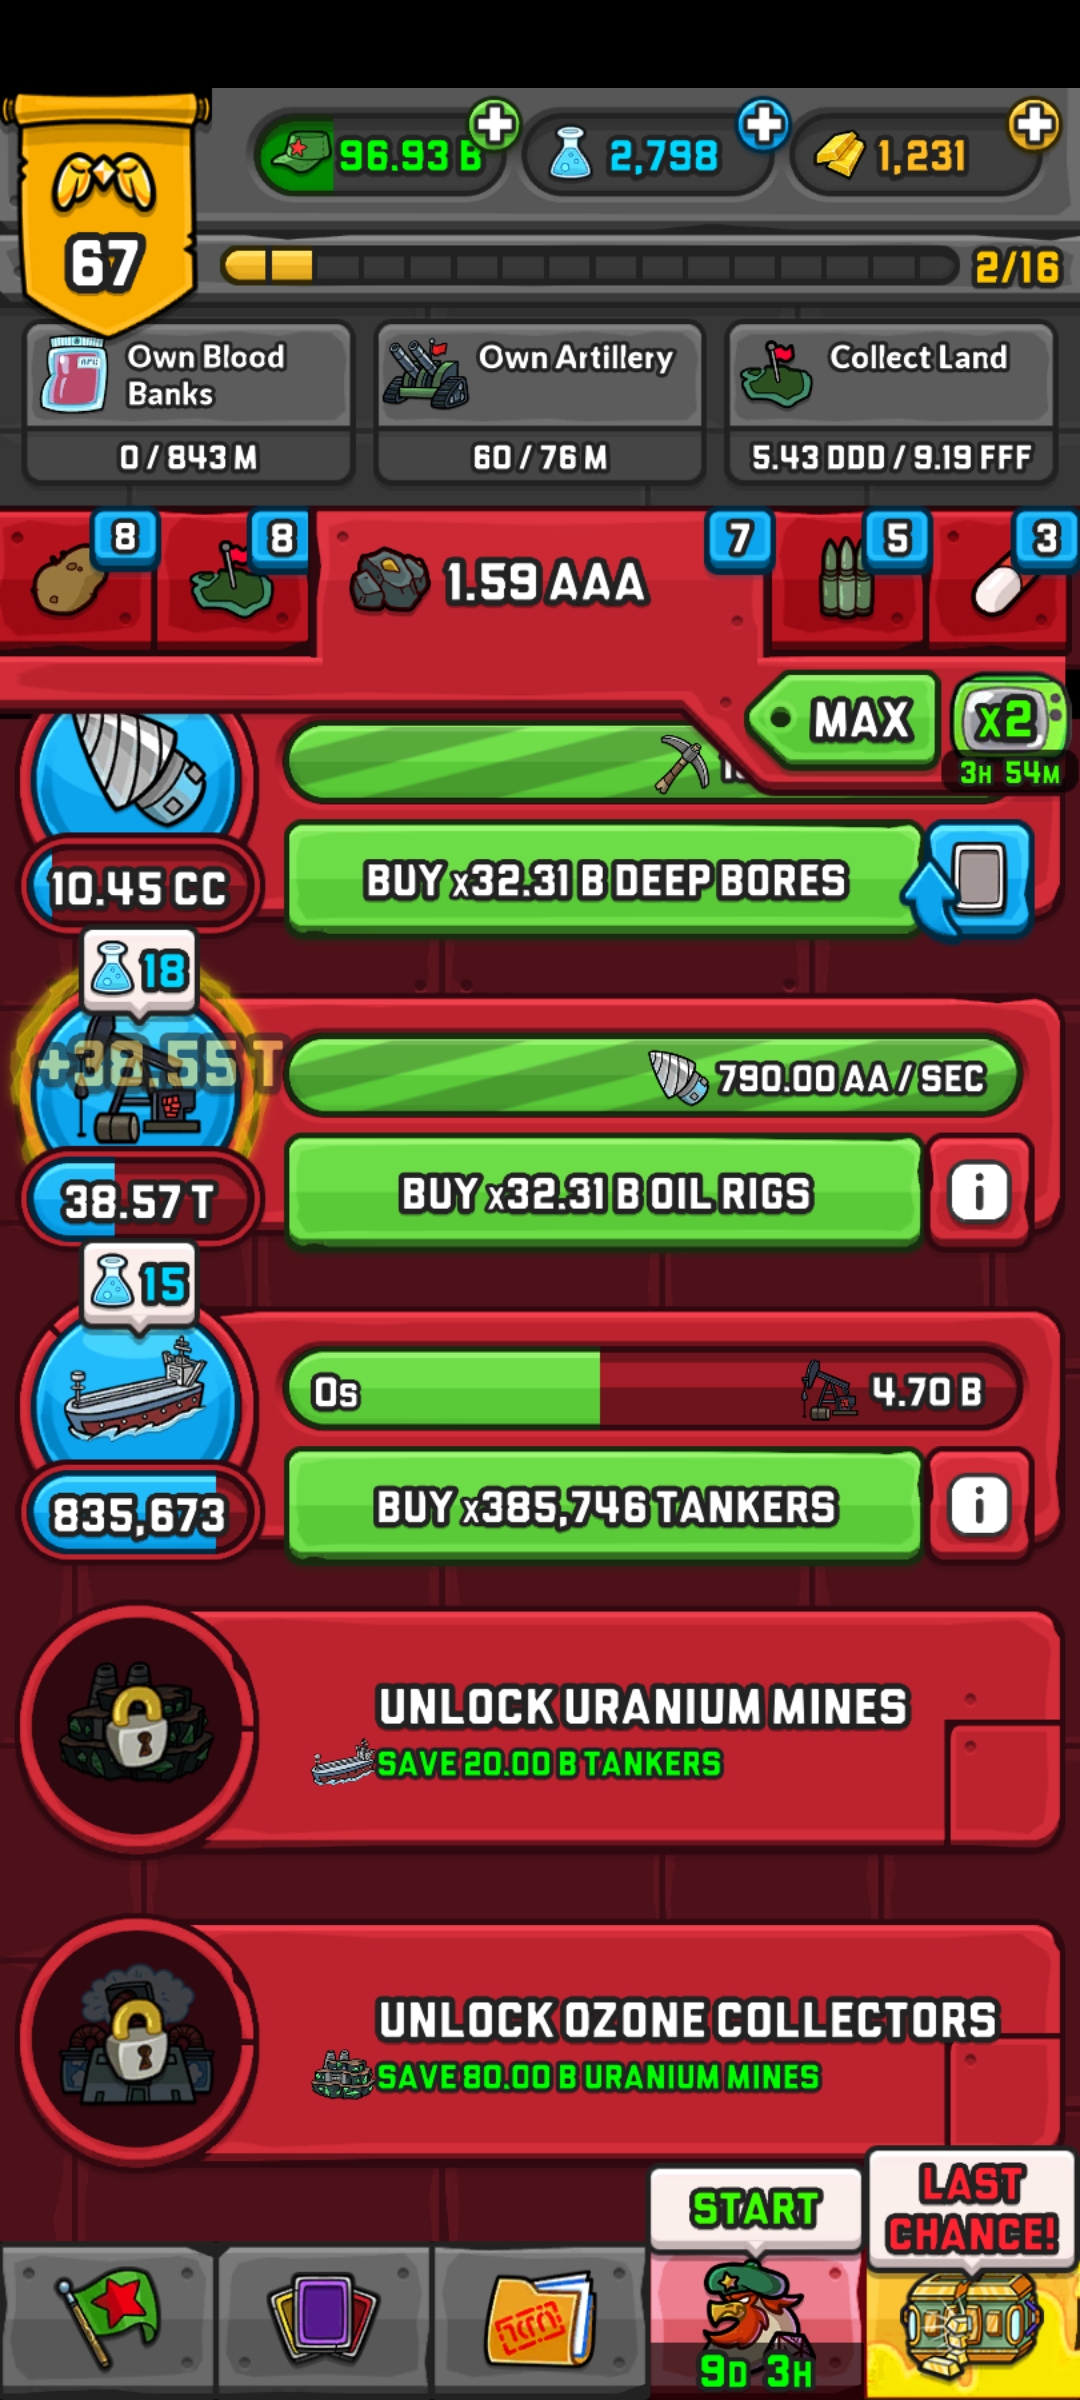 96.93 B
2,798
1,231
67
2/16
Own Blood
Banks
0 / 843 M
Own Artillery
60 / 76 M
Collect Land
5.43 DDD / 9.19 FFF
8
8
1.59 AAA
7
5
3
MAX
x2
3H 54M
10.45 CC
BUY x32.31 B DEEP BORES
18
+38.55 T
790.00 AA / SEC
38.57 T
BUY x32.31 B OIL RIGS
i
15
0s
4.70 B
835,673
BUY x385,746 TANKERS
i
UNLOCK URANIUM MINES
SAVE 20.00 B TANKERS
UNLOCK OZONE COLLECTORS
SAVE 80.00 B URANIUM MINES
START
LAST
CHANCE!
9D 3H